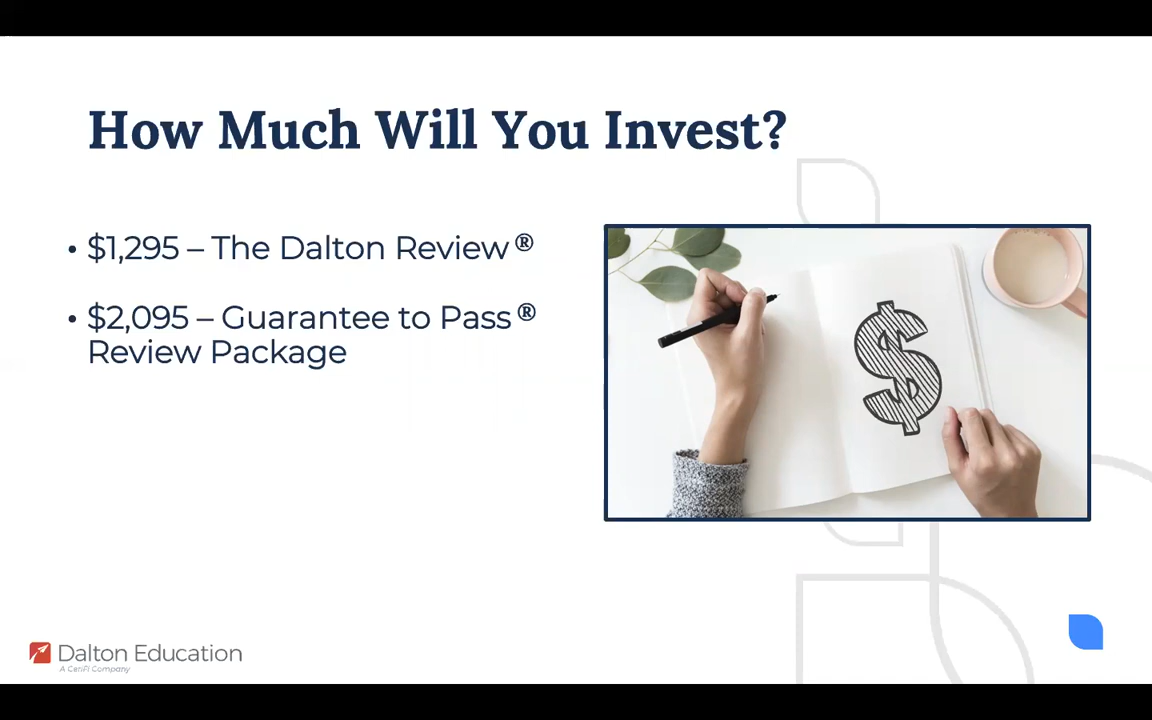 How Much Will You Invest?
• $1,295 – The Dalton Review®
• $2,095 – Guarantee to Pass®
Review Package
$
Dalton Education
A CeriFi Company